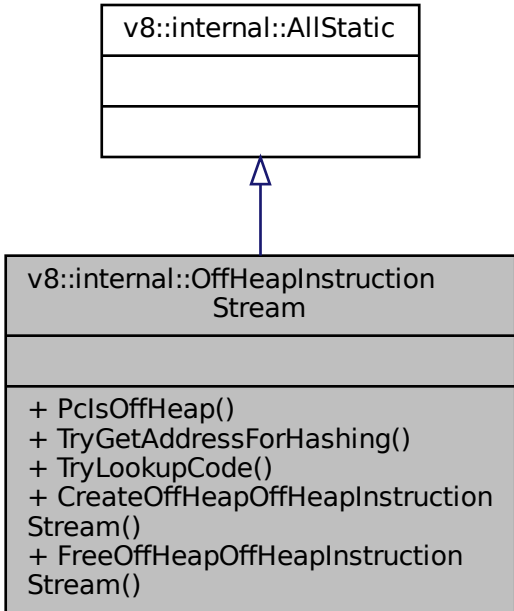 v8::internal::AllStatic
v8::internal::OffHeapInstruction
Stream
+ PcIsOffHeap()
+ TryGetAddressForHashing()
+ TryLookupCode()
+ CreateOffHeapOffHeapInstruction
Stream()
+ FreeOffHeapOffHeapInstruction
Stream()